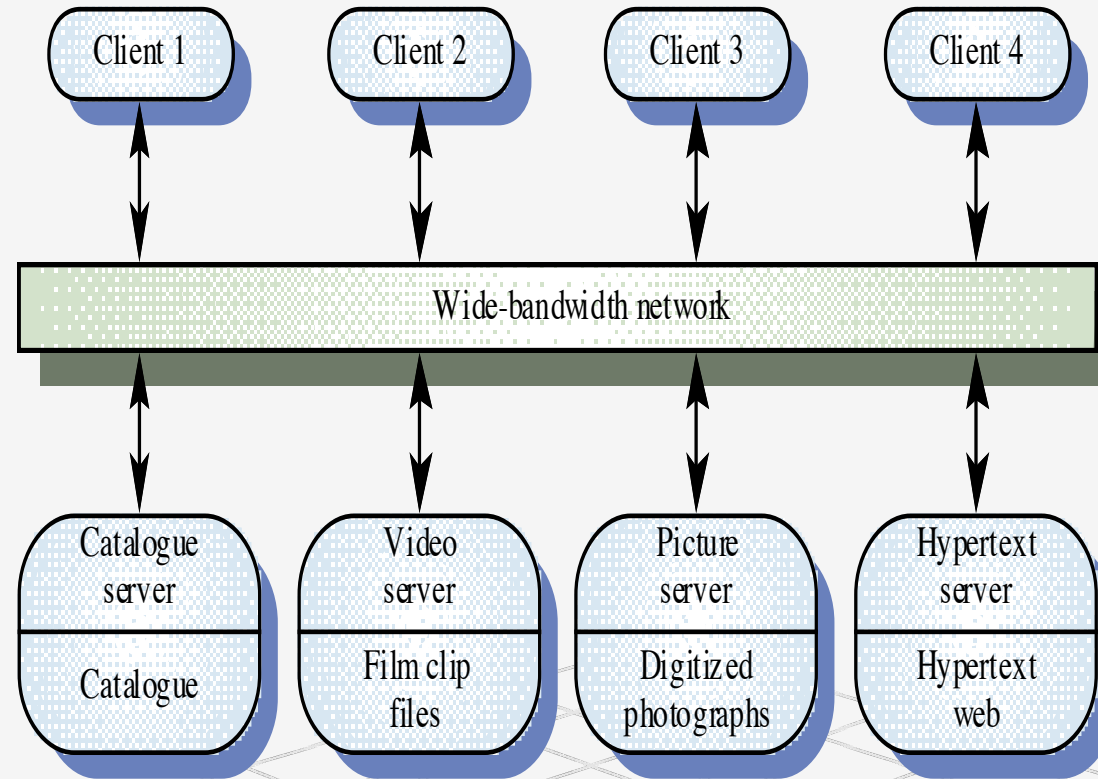 Client 1
Client 2
Client 3
Client 4
Wide-bandwidth network
Catalogue
server
Video
server
Picture
server
Hypertext
server
Catalogue
Film clip
files
Digitized
photographs
Hypertext
web